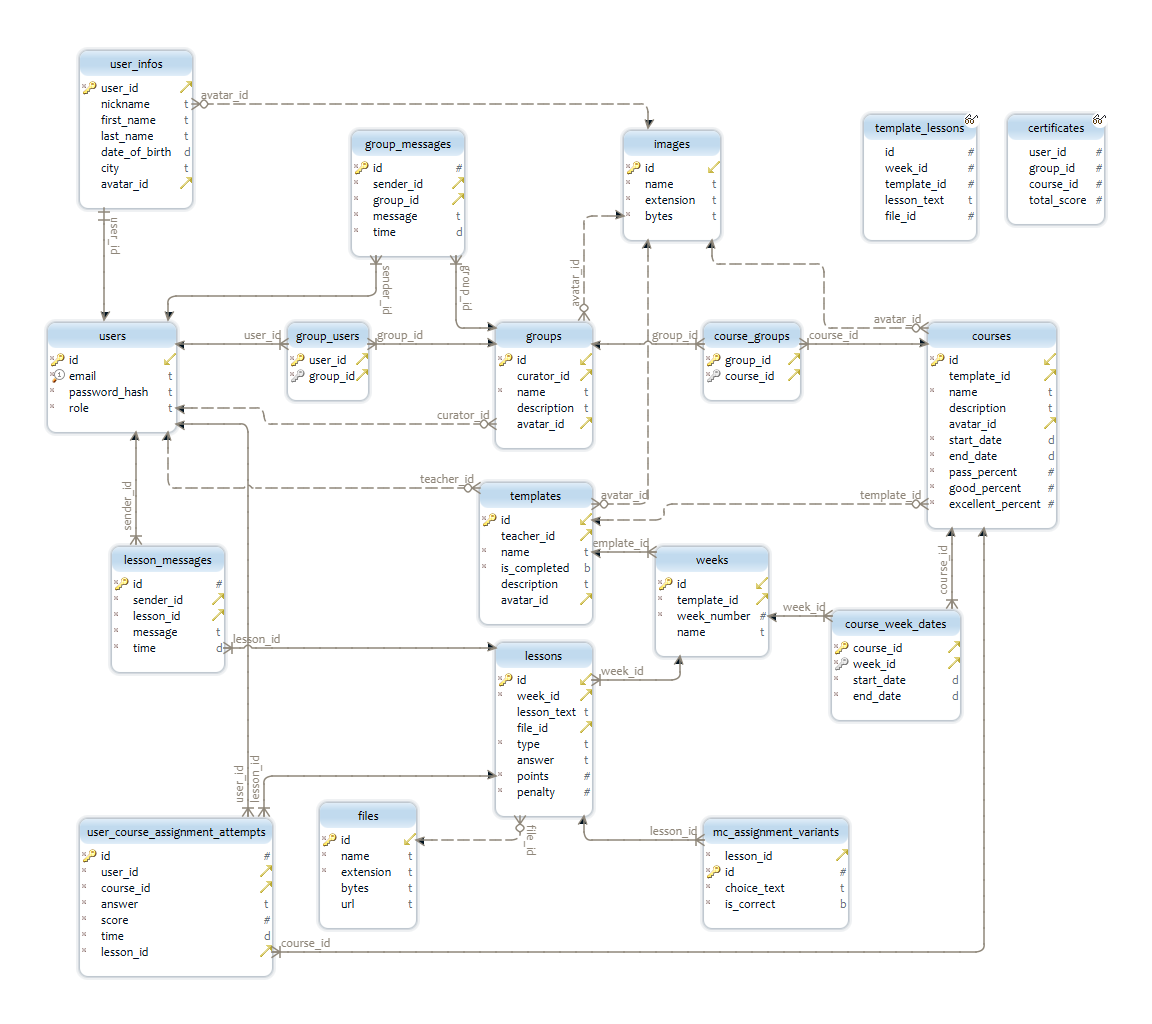 user_infos
user_id
nickname t
first_name t
last_name t
date_of_birth d
city t
avatar_id
avatar_id
user_id
group_messages
id #
sender_id
group_id
message t
time d
sender_id
group_id
images
id
name t
extension t
bytes t
avatar_id
template_lessons
id #
week_id #
template_id #
lesson_text t
file_id #
certificates
user_id #
group_id #
course_id #
total_score #
users
id
email t
password_hash t
role t
user_id
group_users
user_id
group_id
group_id
groups
id
curator_id
name t
description t
avatar_id
curator_id
group_id
course_groups
group_id
course_id
course_id
avatar_id
courses
id
template_id
name t
description t
avatar_id
start_date d
end_date d
pass_percent #
good_percent #
excellent_percent #
teacher_id
templates
id
teacher_id
name t
is_completed b
description t
avatar_id
avatar_id
template_id
emplate_id
weeks
id
template_id
week_number #
name t
week_id
course_id
course_week_dates
course_id
week_id
start_date d
end_date d
sender_id
lesson_messages
id #
sender_id
lesson_id
message t
time d
lesson_id
lessons
id
week_id
lesson_text t
file_id
type t
answer t
points #
penalty #
week_id
user_id
lesson_id
user_course_assignment_attempts
id #
user_id
course_id
answer t
score #
time d
lesson_id
course_id
files
id
name t
extension t
bytes t
url t
file_id
lesson_id
mc_assignment_variants
lesson_id
id #
choice_text t
is_correct b